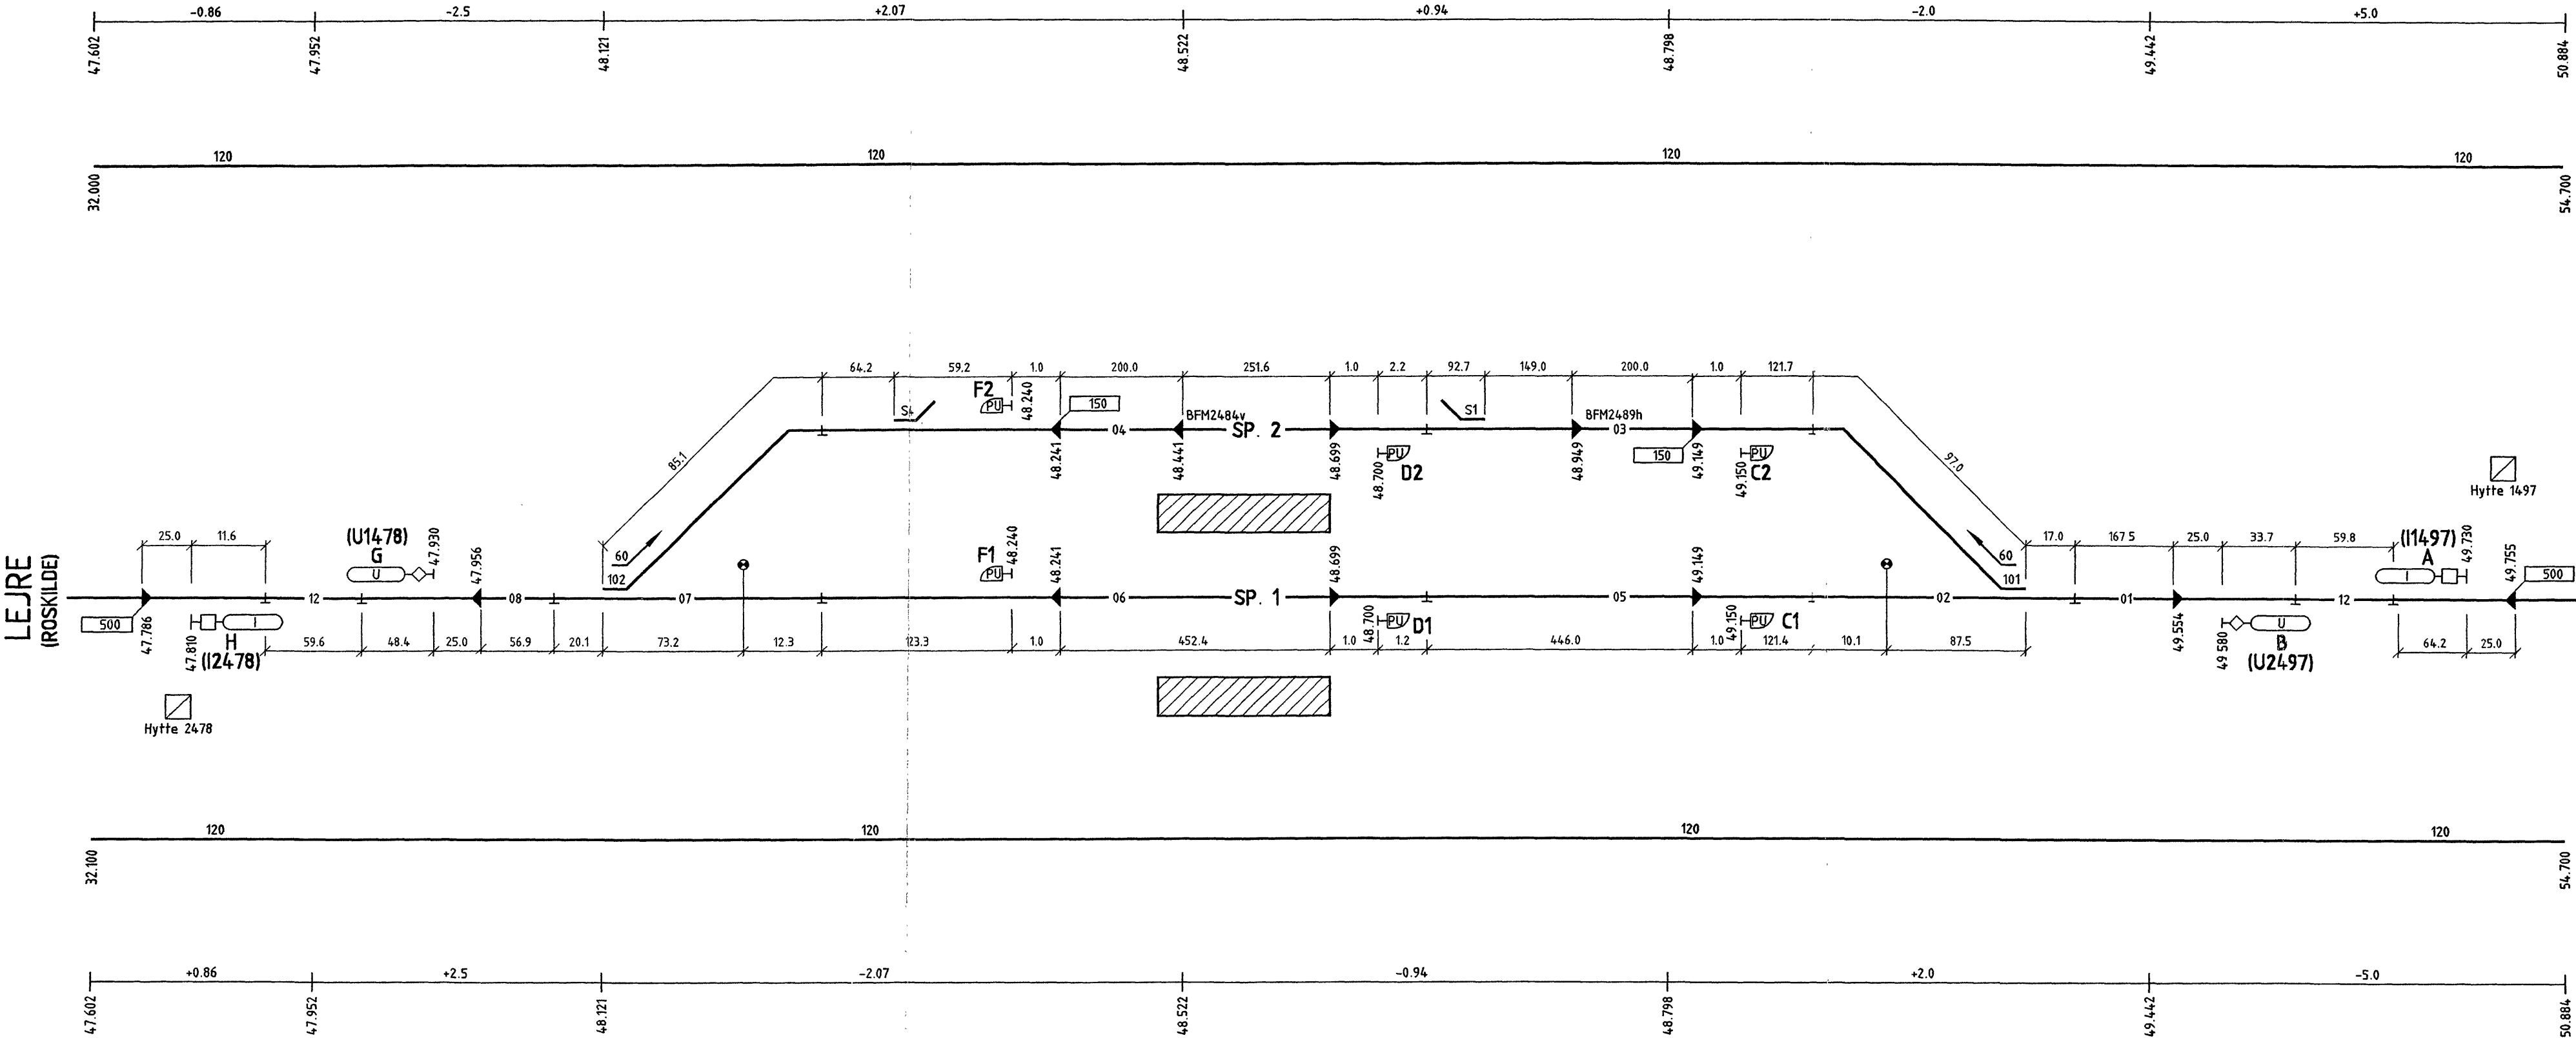 -0.86 -2.5 +2.07 +0.94 -2.0 +5.0
47.602 47.952 48.121 48.522 48.798 49.442 50.884
120 120 120 120
32.000 54.700
64.2 59.2 1.0 200.0 251.6 1.0 2.2 92.7 149.0 200.0 1.0 121.7
F2
PU
48.240
150
S4
S1
BFM2484v
BFM2489h
04 SP. 2 03
85.1
97.0
48.241 48.441 48.699 48.949 49.149
150
48.700 PU D2
49.150 PU C2
Hytte 1497
25.0 11.6
(U1478)
G
U
47.930
47.956
60
102
F1
PU
48.240
48.241
48.699
49.149
60
101
17.0 167 5 25.0 33.7 59.8
(I1497)
A
I
49.730
49.755
500
LEJRE
(ROSKILDE)
12 08 07 06 SP. 1 05 02 01 12
500
47.786
47.810
I
H
(I2478)
48.700 PU D1
49.150 PU C1
49.554
49 580
U
B
(U2497)
59.6 48.4 25.0 56.9 20.1 73.2 12.3 123.3 1.0 452.4 1.0 1.2 446.0 1.0 121.4 10.1 87.5 64.2 25.0
Hytte 2478
120 120 120 120
32.100 54.700
+0.86 +2.5 -2.07 -0.94 +2.0 -5.0
47.602 47.952 48.121 48.522 48.798 49.442 50.884